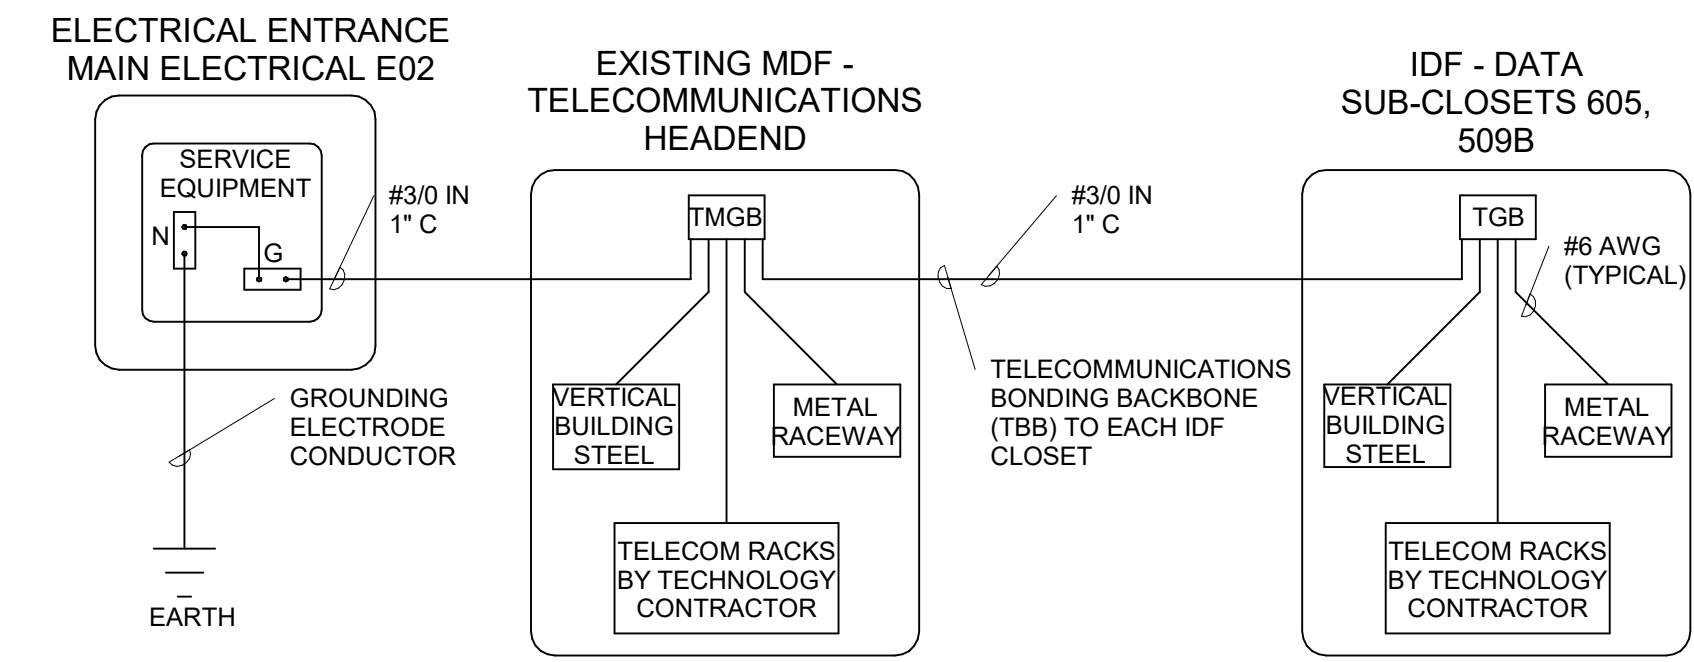 ELECTRICAL ENTRANCE
MAIN ELECTRICAL E02
SERVICE
EQUIPMENT
N
G
#3/0 IN
1" C
GROUNDING
ELECTRODE
CONDUCTOR
EARTH
EXISTING MDF -
TELECOMMUNICATIONS
HEADEND
TMGB
VERTICAL
BUILDING
STEEL
METAL
RACEWAY
TELECOM RACKS
BY TECHNOLOGY
CONTRACTOR
#3/0 IN
1" C
TELECOMMUNICATIONS
BONDING BACKBONE
(TBB) TO EACH IDF
CLOSET
IDF - DATA
SUB-CLOSETS 605,
509B
TGB
#6 AWG
(TYPICAL)
VERTICAL
BUILDING
STEEL
METAL
RACEWAY
TELECOM RACKS
BY TECHNOLOGY
CONTRACTOR